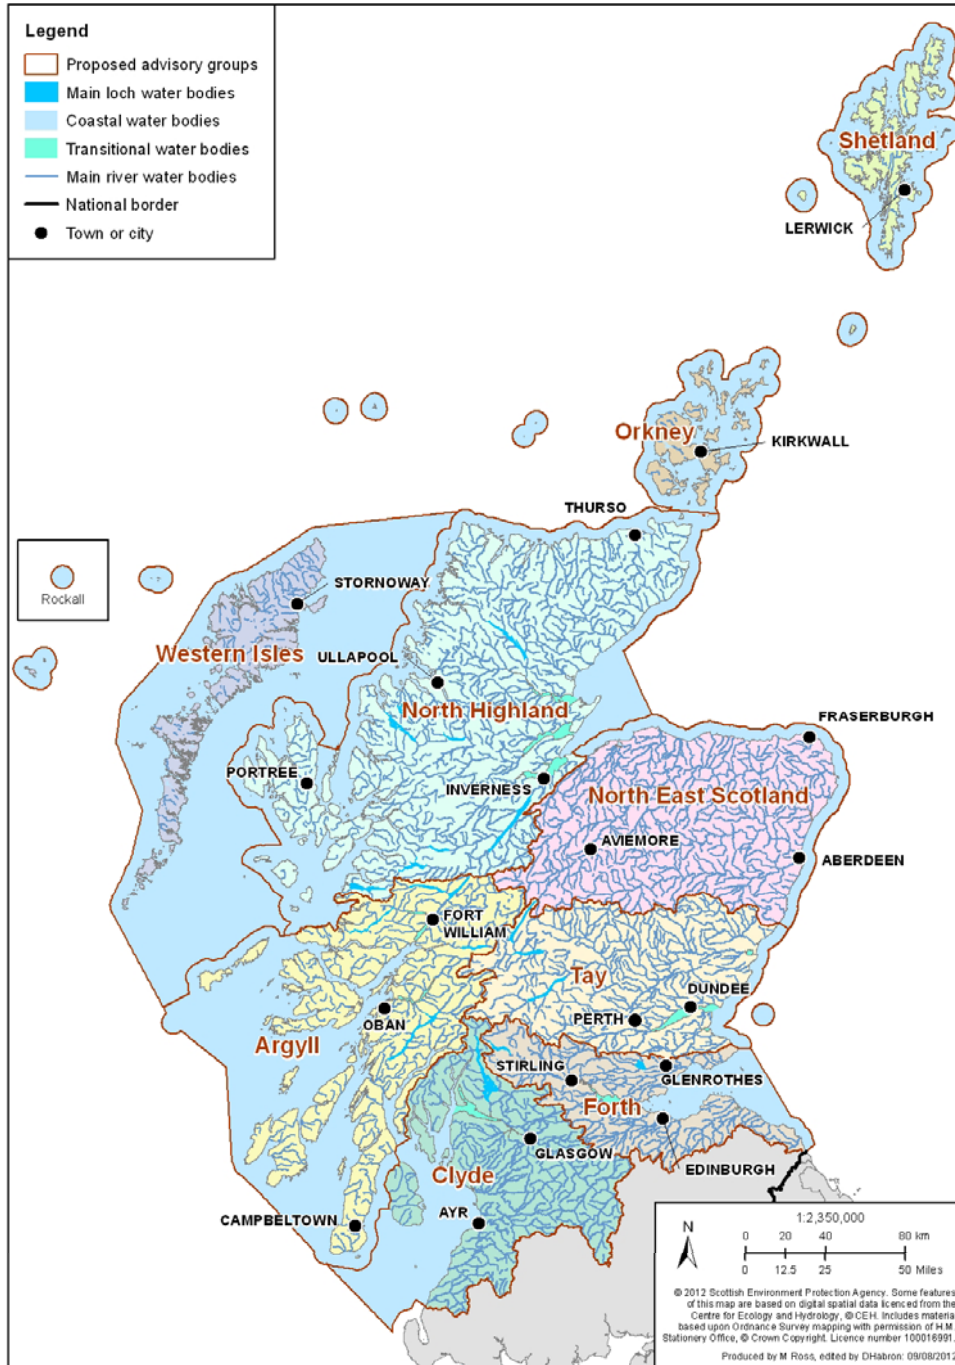 Legend
Proposed advisory groups
Main loch water bodies
Coastal water bodies
Transitional water bodies
Main river water bodies
National border
Town or city
Shetland
LERWICK
Orkney
KIRKWALL
THURSO
Rockall
STORNOWAY
Western Isles
ULLAPOOL
North Highland
FRASERBURGH
PORTREE
INVERNESS
North East Scotland
AVIEMORE
ABERDEEN
FORT
WILLIAM
Tay
DUNDEE
PERTH
OBAN
Argyll
STIRLING
GLENROTHES
Forth
GLASGOW
EDINBURGH
Clyde
AYR
CAMPBELTOWN
N
1:2,350,000
0 20 40 80 km
0 12.5 25 50 Miles
© 2012 Scottish Environment Protection Agency. Some features
of this map are based on digital spatial data licenced from the
Centre for Ecology and Hydrology, © CEH. Includes material
based upon Ordnance Survey mapping with permission of H.M.
Stationery Office, © Crown Copyright. Licence number 100016991.
Produced by M Ross, edited by DHabron: 09/08/2012